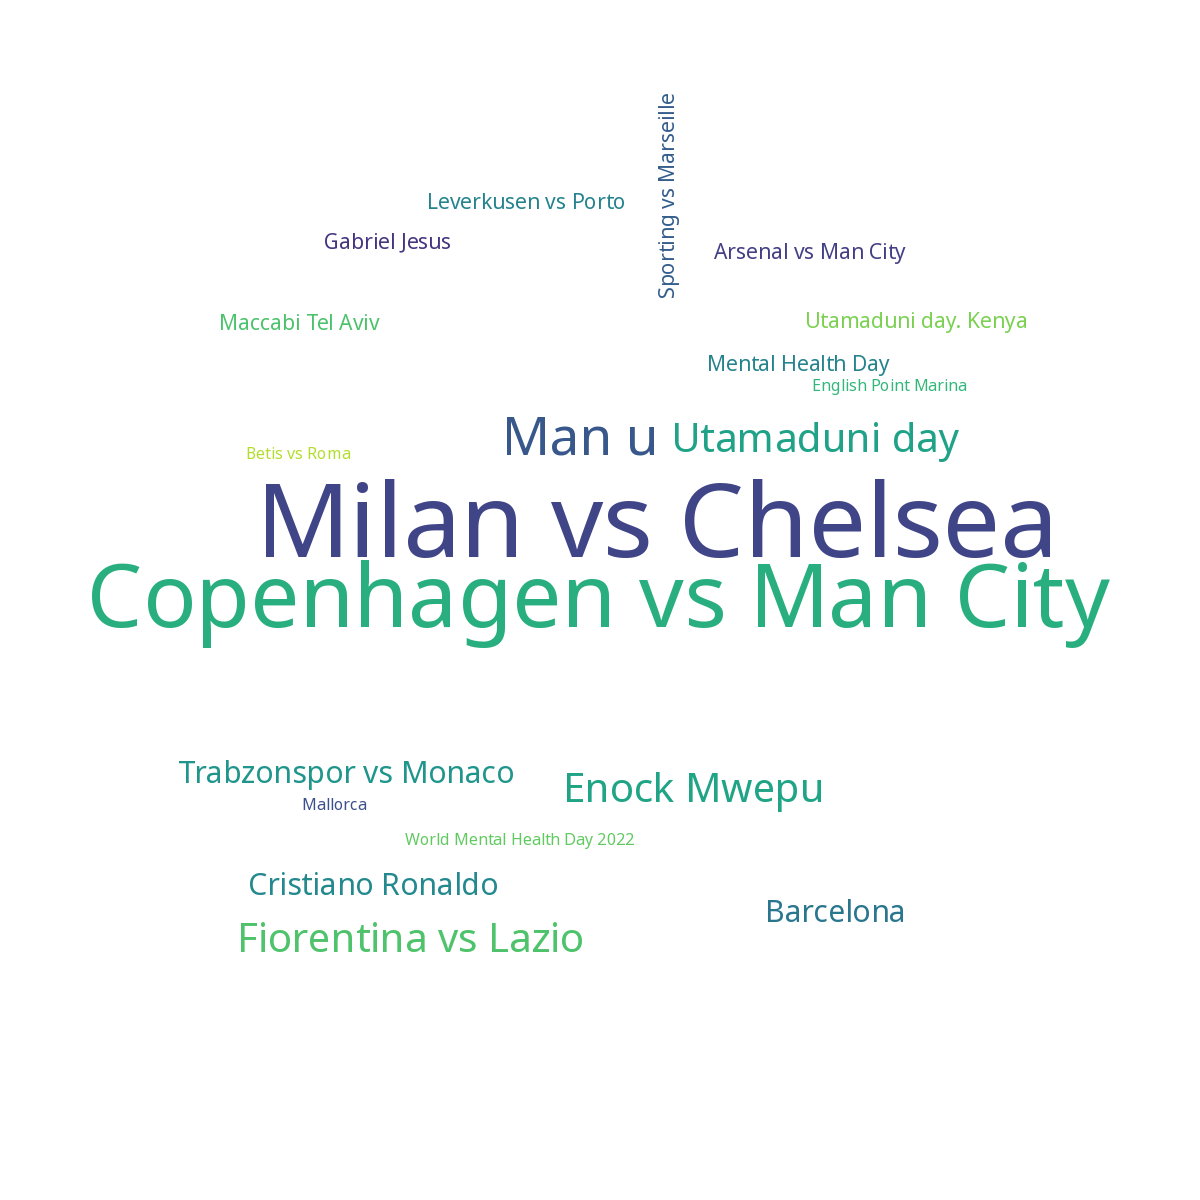 Sporting vs Marseille
Leverkusen vs Porto
Gabriel Jesus
Arsenal vs Man City
Maccabi Tel Aviv
Utamaduni day. Kenya
Mental Health Day
English Point Marina
Man u
Utamaduni day
Betis vs Roma
Milan vs Chelsea
Copenhagen vs Man City
Trabzonspor vs Monaco
Enock Mwepu
Mallorca
World Mental Health Day 2022
Cristiano Ronaldo
Barcelona
Fiorentina vs Lazio